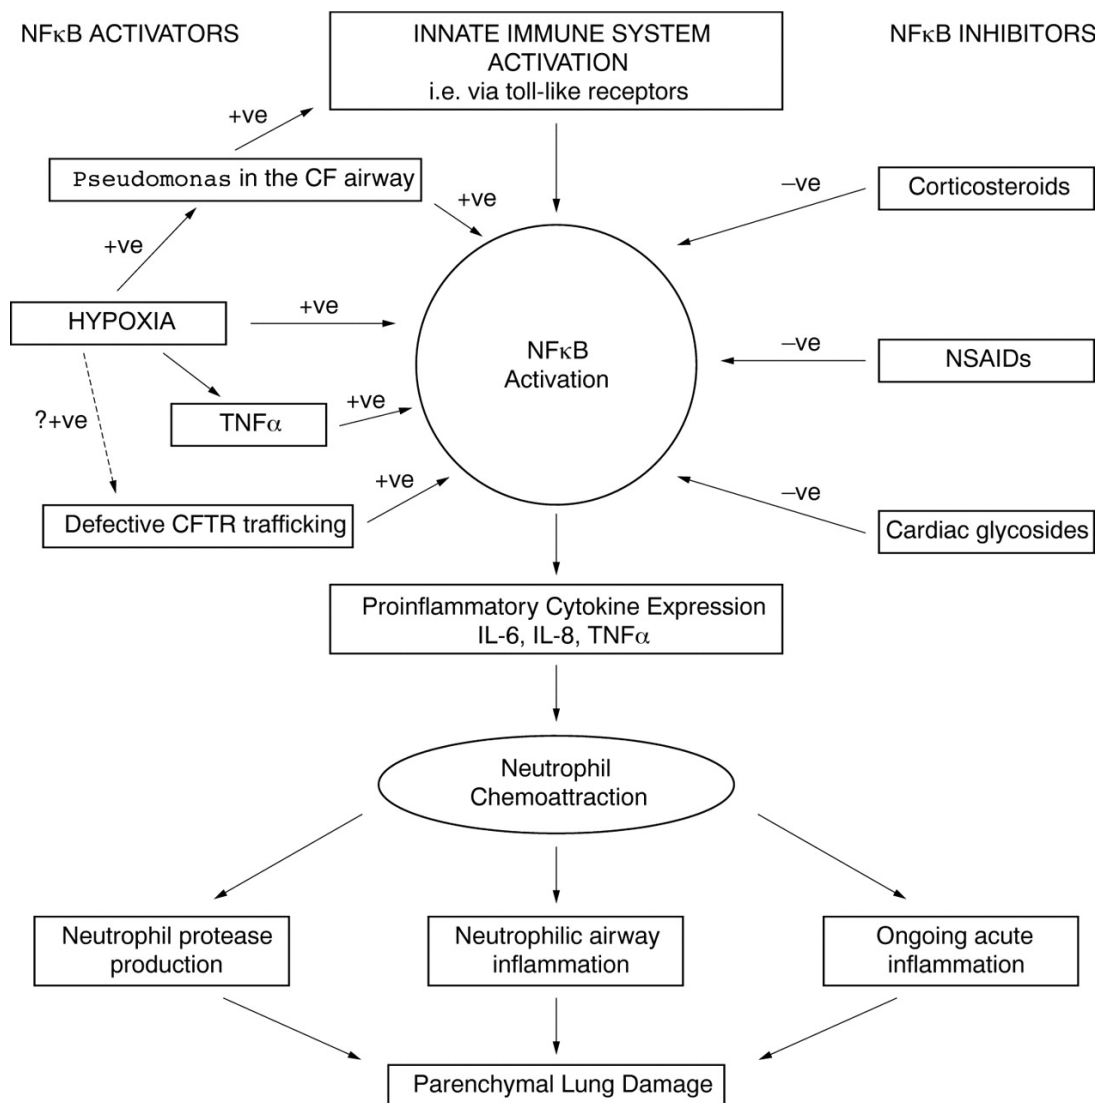 NFκB ACTIVATORS
INNATE IMMUNE SYSTEM
ACTIVATION
i.e. via toll-like receptors
NFκB INHIBITORS
+ve
Pseudomonas in the CF airway
+ve
–ve
Corticosteroids
+ve
HYPOXIA
+ve
NFκB
Activation
–ve
NSAIDs
?+ve
TNFα
+ve
+ve
Defective CFTR trafficking
–ve
Cardiac glycosides
Proinflammatory Cytokine Expression
IL-6, IL-8, TNFα
Neutrophil
Chemoattraction
Neutrophil protease
production
Neutrophilic airway
inflammation
Ongoing acute
inflammation
Parenchymal Lung Damage